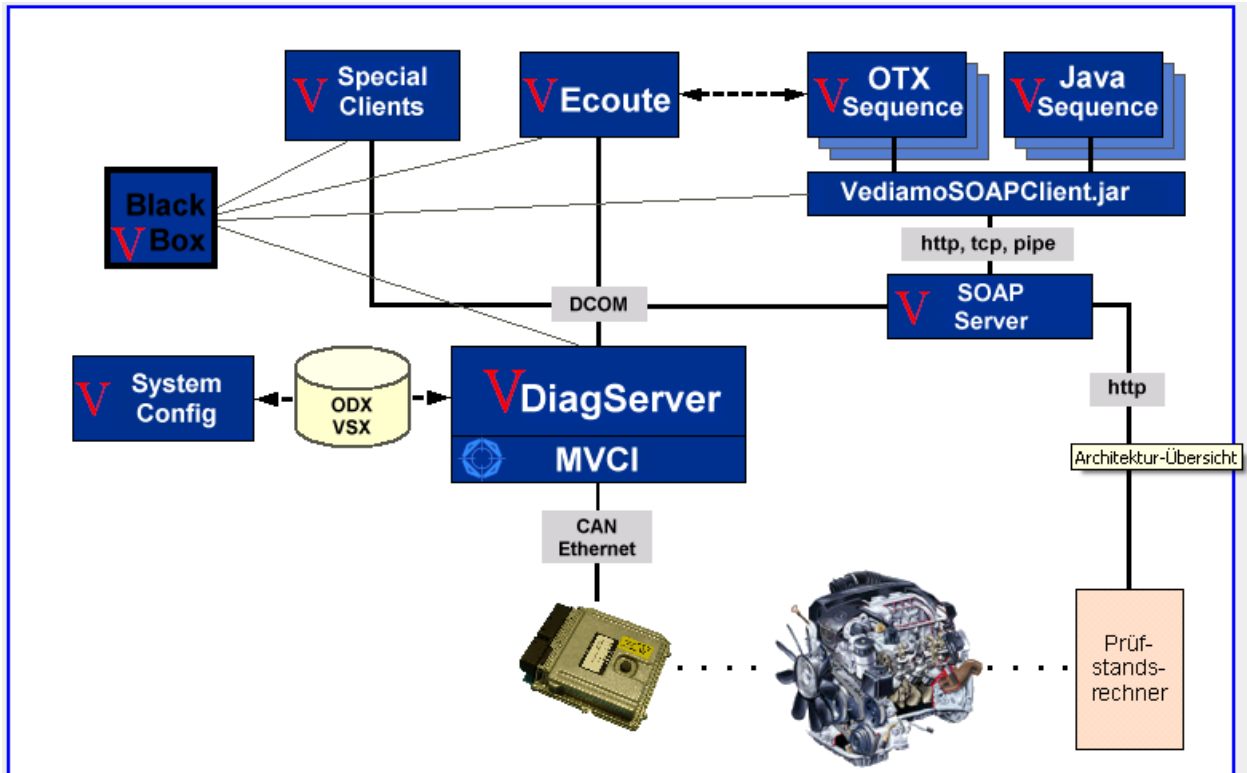 V Special
Clients
V Ecoute
V OTX
Sequence
V Java
Sequence
Black
V Box
VediamoSOAPClient.jar
http, tcp, pipe
DCOM
V SOAP
Server
V System
Config
ODX
VSX
V DiagServer
MVCI
http
Architektur-Übersicht
CAN
Ethernet
Prüf-
stands-
rechner